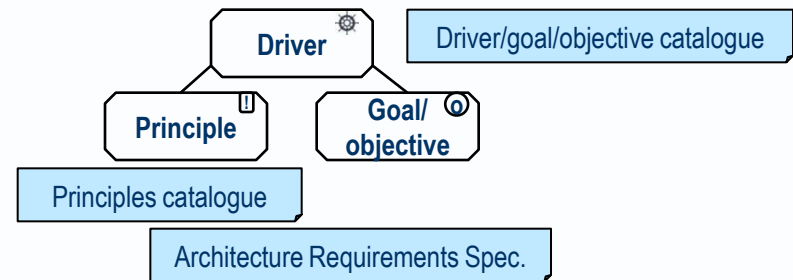 Driver
Driver/goal/objective catalogue
!
Principle
Goal/
O
objective
Principles catalogue
Architecture Requirements Spec.